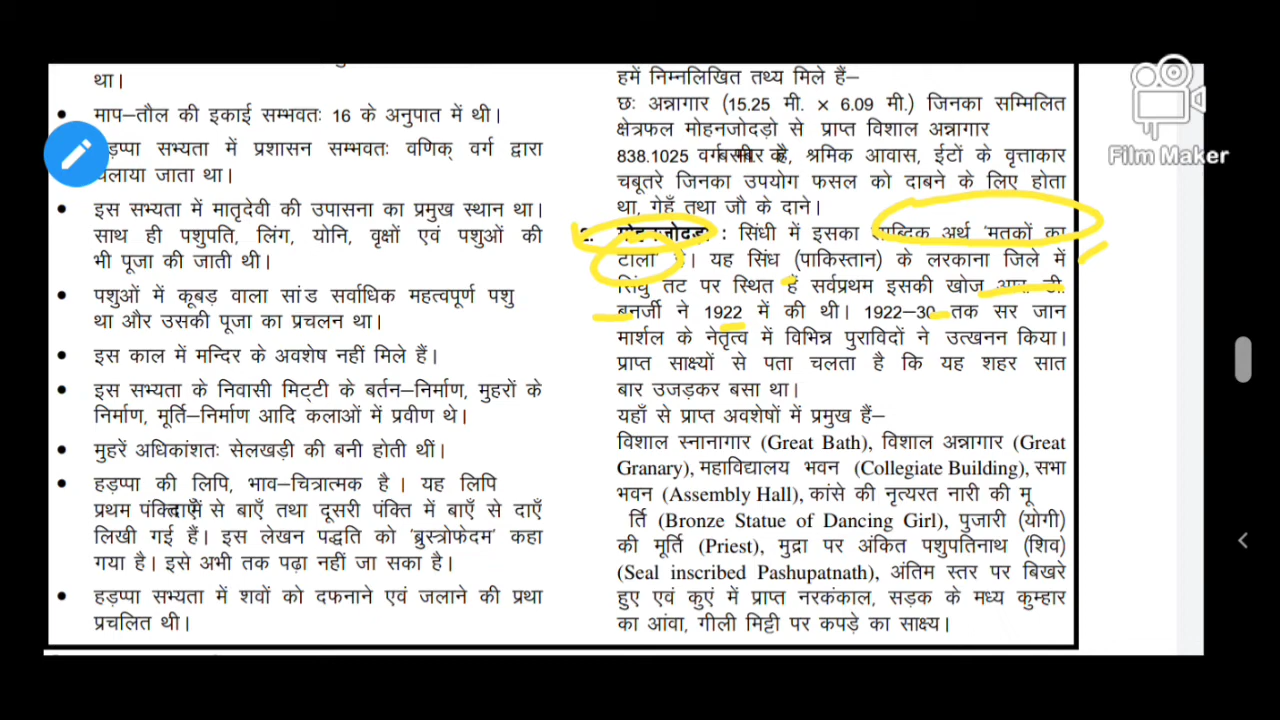 था।
• माप–तौल की इकाई सम्भवतः 16 के अनुपात में थी।
हड़प्पा सभ्यता में प्रशासन सम्भवतः वणिक् वर्ग द्वारा
चलाया जाता था।
• इस सभ्यता में मातृदेवी की उपासना का प्रमुख स्थान था।
साथ ही पशुपति, लिंग, योनि, वृक्षों एवं पशुओं की
भी पूजा की जाती थी।
• पशुओं में कूबड़ वाला सांड सर्वाधिक महत्वपूर्ण पशु
था और उसकी पूजा का प्रचलन था।
• इस काल में मन्दिर के अवशेष नहीं मिले हैं।
• इस सभ्यता के निवासी मिट्टी के बर्तन–निर्माण, मुहरों के
निर्माण, मूर्ति–निर्माण आदि कलाओं में प्रवीण थे।
• मुहरें अधिकांशतः सेलखड़ी की बनी होती थीं।
• हड़प्पा की लिपि, भाव–चित्रात्मक है । यह लिपि
प्रथम पंक्ति में दाएँ से बाएँ तथा दूसरी पंक्ति में बाएँ से दाएँ
लिखी गई हैं। इस लेखन पद्धति को ‘ब्रुस्त्रोफेदम’ कहा
गया है। इसे अभी तक पढ़ा नहीं जा सका है।
• हड़प्पा सभ्यता में शवों को दफनाने एवं जलाने की प्रथा
प्रचलित थी।
हमें निम्नलिखित तथ्य मिले हैं–
छः अन्नागार (15.25 मी. × 6.09 मी.) जिनका सम्मिलित
क्षेत्रफल मोहनजोदड़ो से प्राप्त विशाल अन्नागार
838.1025 वर्ग है, श्रमिक आवास, ईटों के वृत्ताकार
चबूतरे जिनका उपयोग फसल को दाबने के लिए होता
था, गेहूँ तथा जौ के दाने।
मोहनजोदड़ो : सिंधी में इसका शाब्दिक अर्थ ‘मृतकों का
टीला है। यह सिंध (पाकिस्तान) के लरकाना जिले में
सिंधु तट पर स्थित हैं सर्वप्रथम इसकी खोज आर. डी.
बनर्जी ने 1922 में की थी। 1922–30 तक सर जान
मार्शल के नेतृत्व में विभिन्न पुराविदों ने उत्खनन किया।
प्राप्त साक्ष्यों से पता चलता है कि यह शहर सात
बार उजड़कर बसा था।
यहाँ से प्राप्त अवशेषों में प्रमुख हैं–
विशाल स्नानागार (Great Bath), विशाल अन्नागार (Great
Granary), महाविद्यालय भवन (Collegiate Building), सभा
भवन (Assembly Hall), कांसे की नृत्यरत नारी की मू
र्ति (Bronze Statue of Dancing Girl), पुजारी (योगी)
की मूर्ति (Priest), मुद्रा पर अंकित पशुपतिनाथ (शिव)
(Seal inscribed Pashupatnath), अंतिम स्तर पर बिखरे
हुए एवं कुएं में प्राप्त नरकंकाल, सड़क के मध्य कुम्हार
का आंवा, गीली मिट्टी पर कपड़े का साक्ष्य।
Film Maker